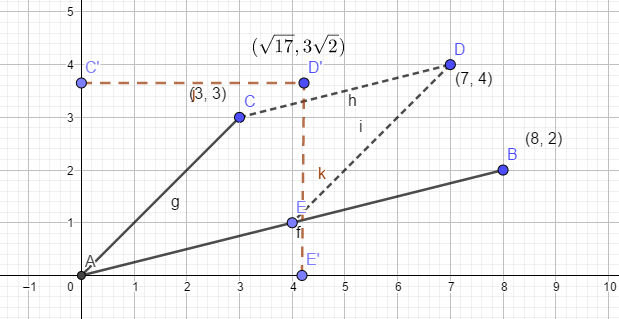 5
(√17, 3√2)
D
C'
4
D'
(7, 4)
j
(3, 3)
C
h
3
i
(8, 2)
B
2
k
g
E
1
f
A
E'
−1
0
1
2
3
4
5
6
7
8
9
10